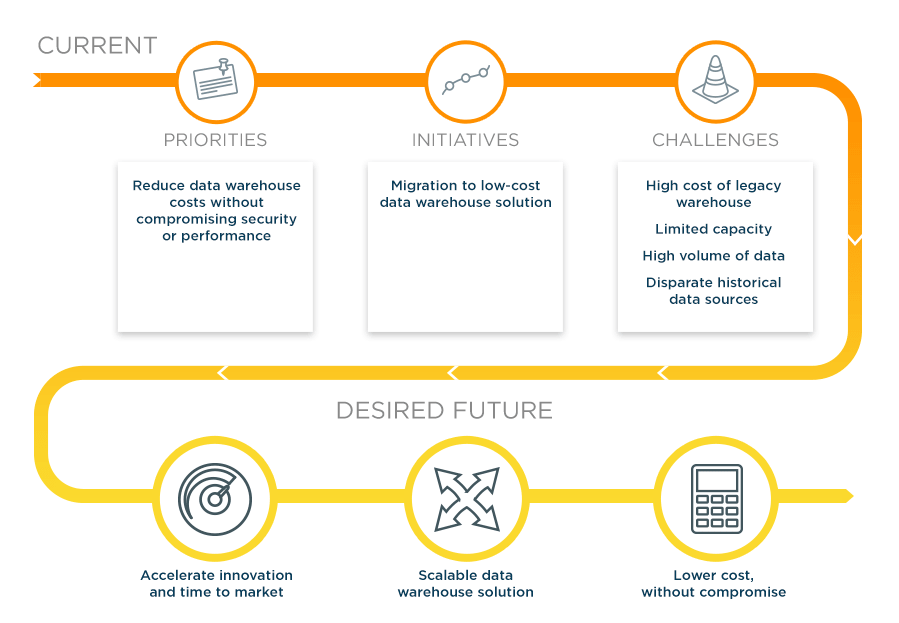 CURRENT
PRIORITIES
Reduce data warehouse
costs without
compromising security
or performance
INITIATIVES
Migration to low-cost
data warehouse solution
CHALLENGES
High cost of legacy
warehouse
Limited capacity
High volume of data
Disparate historical
data sources
DESIRED FUTURE
Accelerate innovation
and time to market
Scalable data
warehouse solution
Lower cost,
without compromise